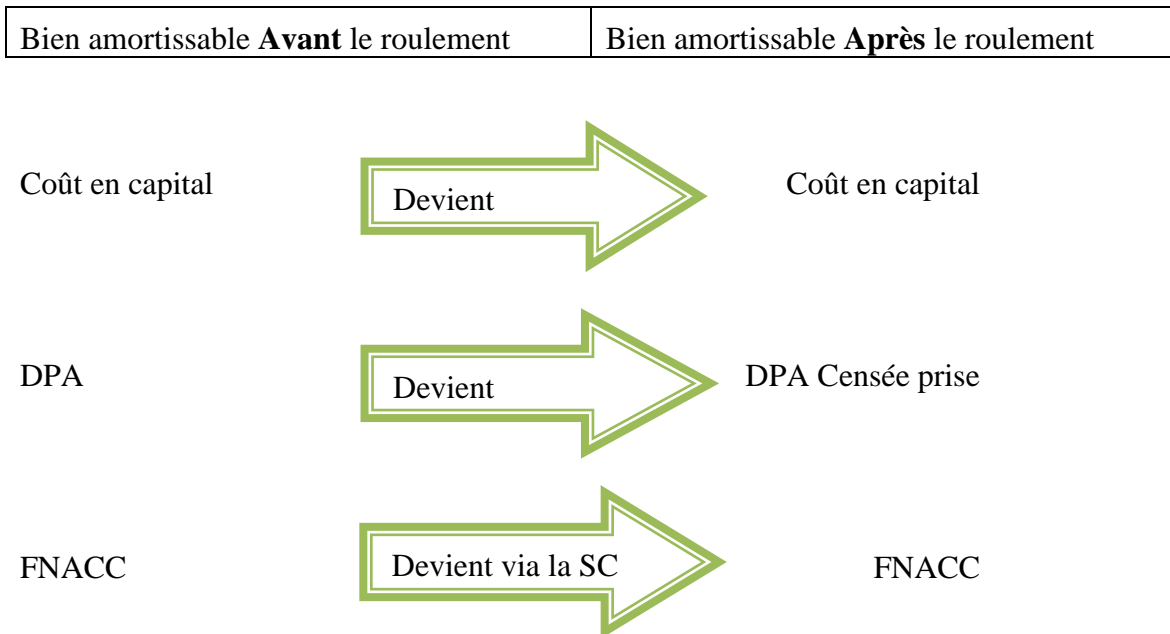 Bien amortissable Avant le roulement
Bien amortissable Après le roulement
Coût en capital
Devient
Coût en capital
DPA
Devient
DPA Censée prise
FNACC
Devient via la SC
FNACC